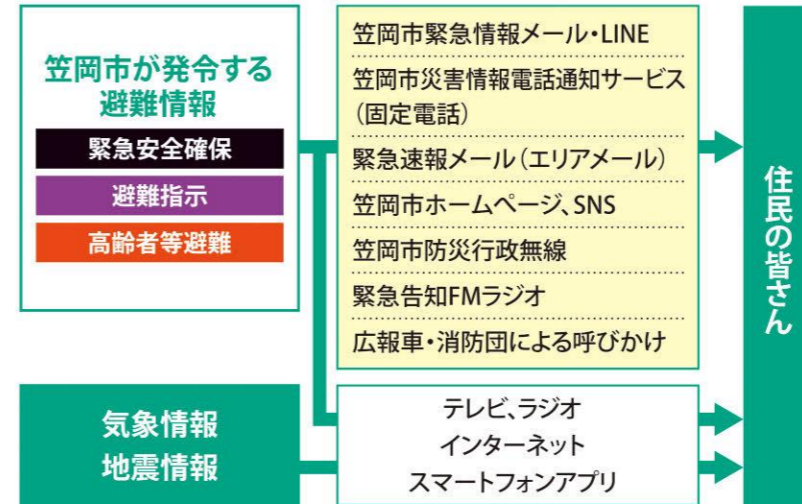 笠岡市が発令する
避難情報
緊急安全確保
避難指示
高齢者等避難
笠岡市緊急情報メール・LINE
笠岡市災害情報電話通知サービス
（固定電話）
緊急速報メール（エリアメール）
笠岡市ホームページ、SNS
笠岡市防災行政無線
緊急告知FMラジオ
広報車・消防団による呼びかけ
気象情報
地震情報
テレビ、ラジオ
インターネット
スマートフォンアプリ
住民の皆さん